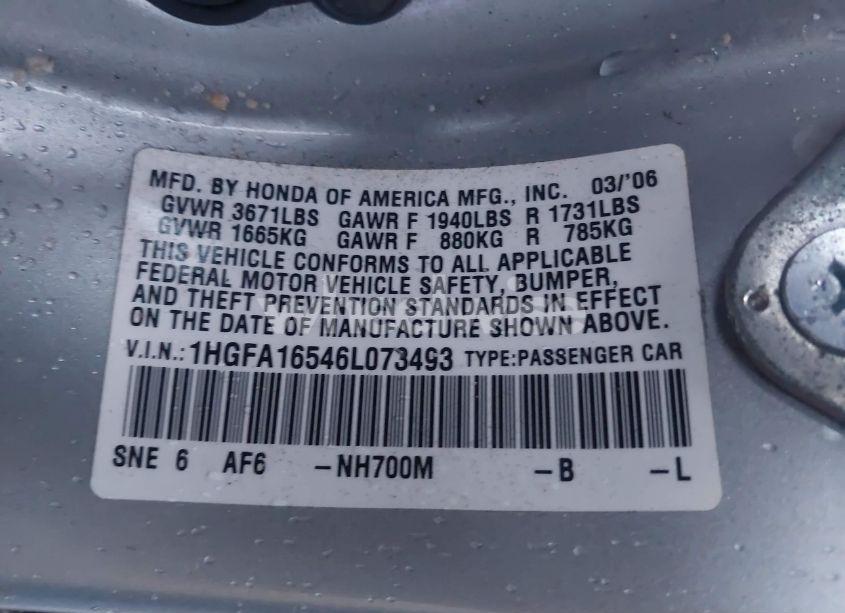 MFD. BY HONDA OF AMERICA MFG., INC. 03/'06
GVWR 3671LBS GAWR F 1940LBS R 1731LBS
GVWR 1665KG GAWR F 880KG R 785KG
THIS VEHICLE CONFORMS TO ALL APPLICABLE
FEDERAL MOTOR VEHICLE SAFETY, BUMPER,
AND THEFT PREVENTION STANDARDS IN EFFECT
ON THE DATE OF MANUFACTURE SHOWN ABOVE.
V.I.N.: 1HGFA16546L073493 TYPE:PASSENGER CAR
SNE 6 AF6 -NH700M -B -L